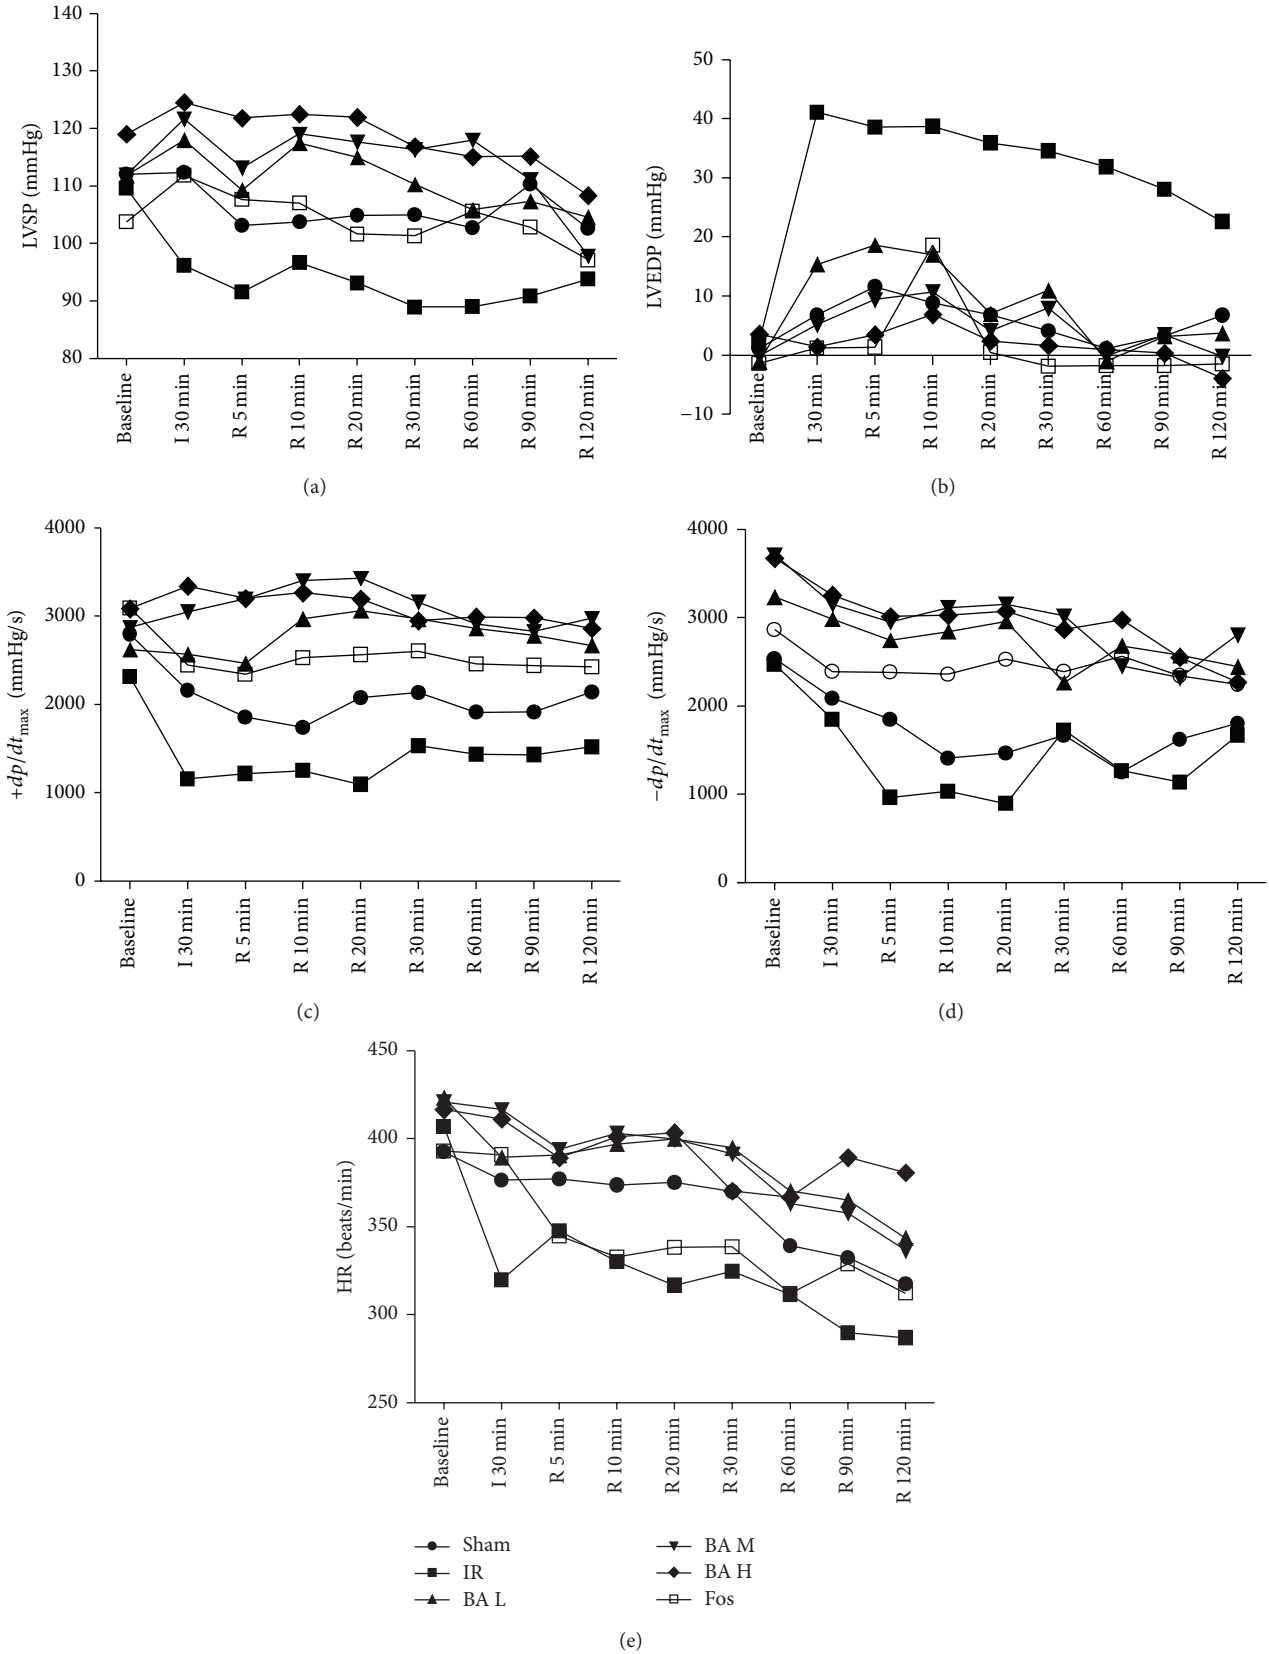 140
130
120
110
100
90
80
LVSP (mmHg)
Baseline
I 30 min
R 5 min
R 10 min
R 20 min
R 30 min
R 60 min
R 90 min
R 120 min
(a)
50
40
30
20
10
0
−10
LVEDP (mmHg)
Baseline
I 30 min
R 5 min
R 10 min
R 20 min
R 30 min
R 60 min
R 90 min
R 120 min
(b)
4000
3000
2000
1000
0
+dp/dtmax (mmHg/s)
Baseline
I 30 min
R 5 min
R 10 min
R 20 min
R 30 min
R 60 min
R 90 min
R 120 min
(c)
4000
3000
2000
1000
0
−dp/dtmax (mmHg/s)
Baseline
I 30 min
R 5 min
R 10 min
R 20 min
R 30 min
R 60 min
R 90 min
R 120 min
(d)
450
400
350
300
250
HR (beats/min)
Baseline
I 30 min
R 5 min
R 10 min
R 20 min
R 30 min
R 60 min
R 90 min
R 120 min
Sham
IR
BA L
BA M
BA H
Fos
(e)